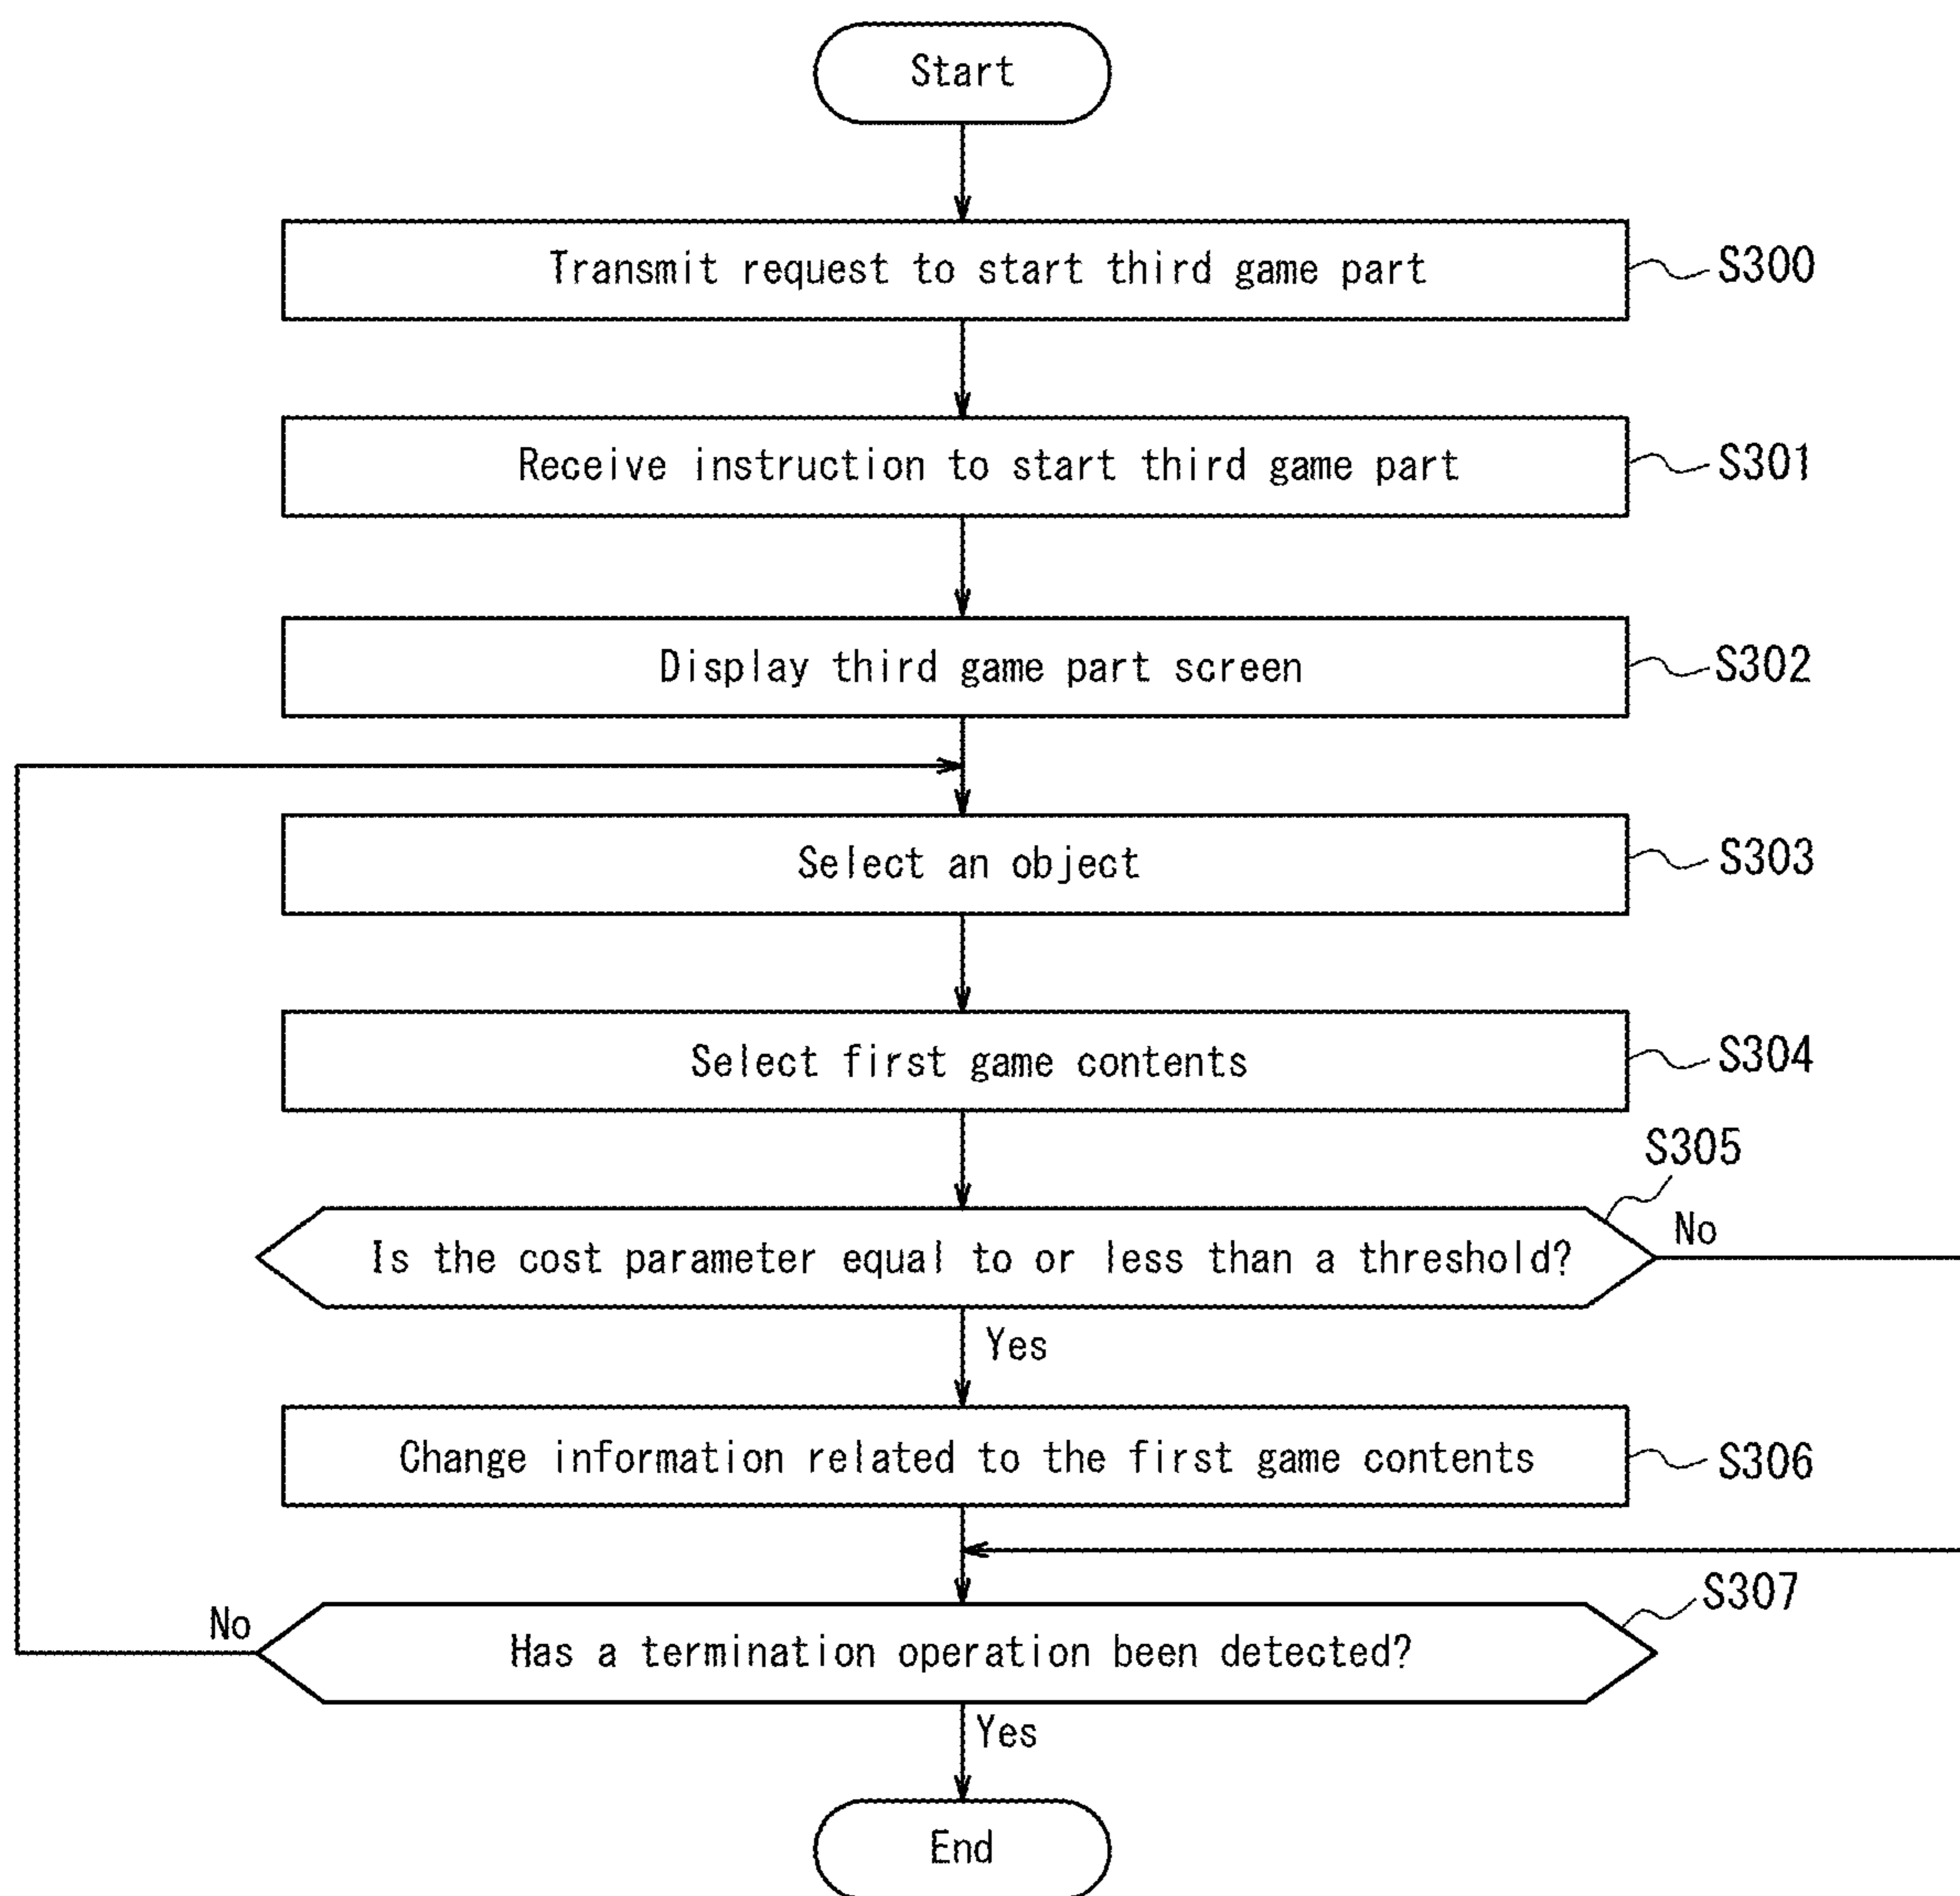 Start
Transmit request to start third game part
S300
Receive instruction to start third game part
S301
Display third game part screen
S302
Select an object
S303
Select first game contents
S304
S305
Is the cost parameter equal to or less than a threshold?
No
Yes
Change information related to the first game contents
S306
S307
No
Has a termination operation been detected?
Yes
End